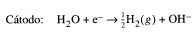 Cátodo: H₂O + e⁻ → ½H₂(g) + OH⁻